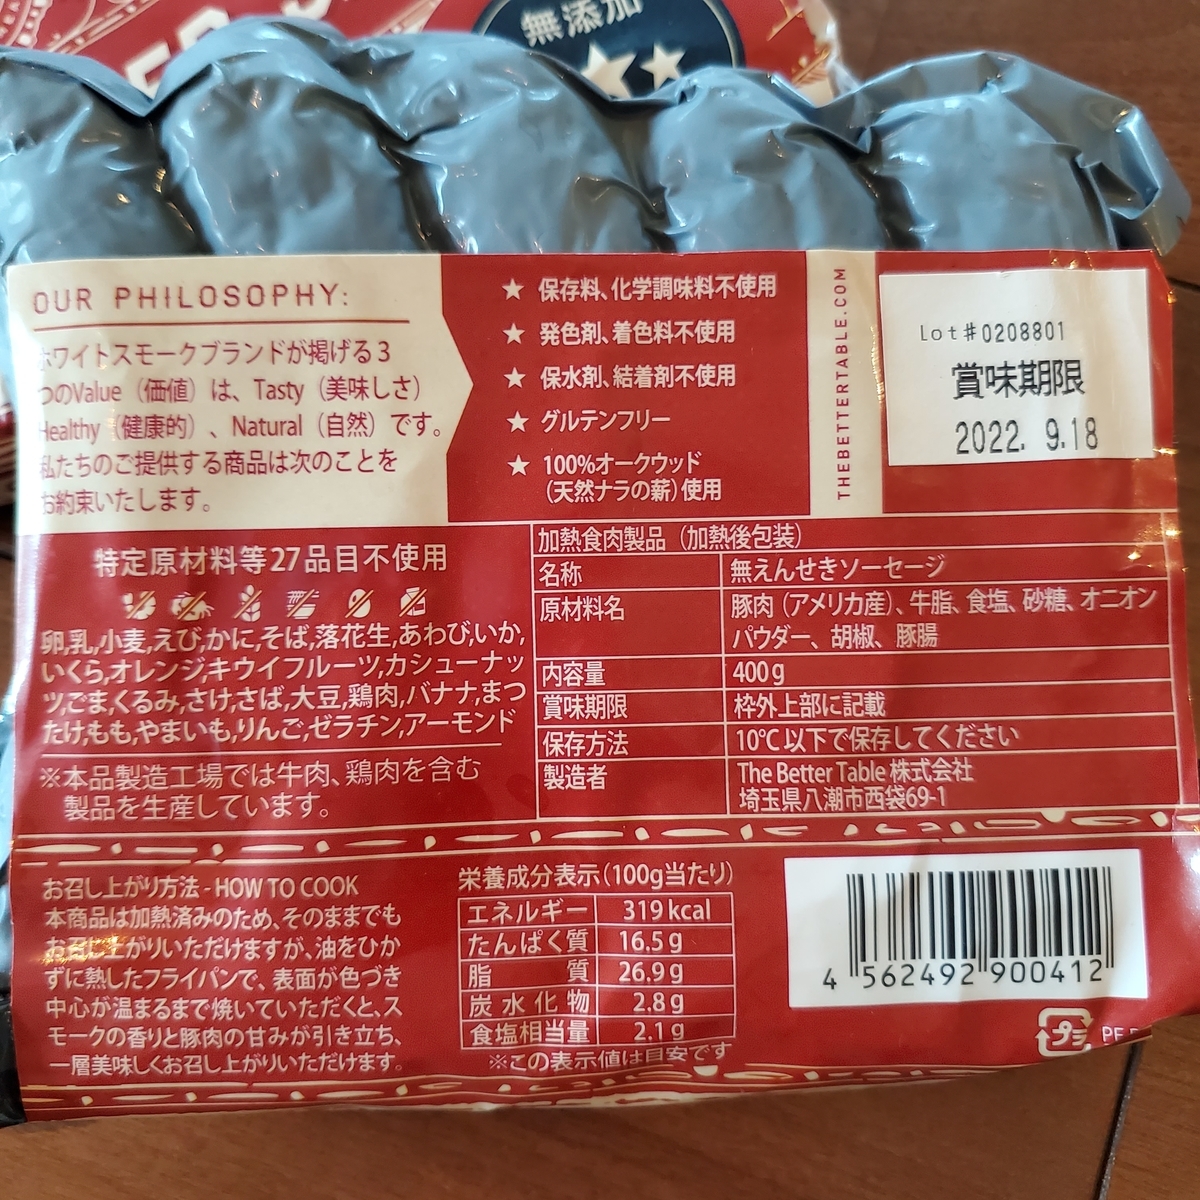 無添加
OUR PHILOSOPHY:
ホワイトスモークブランドが掲げる3
つのValue（価値）は、Tasty（美味しさ）
Healthy（健康的）、Natural（自然）です。
私たちのご提供する商品は次のことを
お約束いたします。
★ 保存料、化学調味料不使用
★ 発色剤、着色料不使用
★ 保水剤、結着剤不使用
★ グルテンフリー
★ 100%オークウッド
（天然ナラの薪）使用
THEBETTERTABLE.COM
Lot#0208801
賞味期限
2022. 9.18
特定原材料等27品目不使用
卵,乳,小麦,えび,かに,そば,落花生,あわび,いか,
いくら,オレンジ,キウイフルーツ,カシューナッ
ツ,ごま,くるみ,さけ,さば,大豆,鶏肉,バナナ,まつ
たけ,もも,やまいも,りんご,ゼラチン,アーモンド
※本品製造工場では牛肉、鶏肉を含む
製品を生産しています。
加熱食肉製品（加熱後包装）
名称 無えんせきソーセージ
原材料名 豚肉（アメリカ産）、牛脂、食塩、砂糖、オニオン
パウダー、胡椒、豚腸
内容量 400g
賞味期限 枠外上部に記載
保存方法 10℃以下で保存してください
製造者 The Better Table 株式会社
埼玉県八潮市西袋69-1
お召し上がり方法 - HOW TO COOK
本商品は加熱済みのため、そのままでも
お召し上がりいただけますが、油をひか
ずに熱したフライパンで、表面が色づき
中心が温まるまで焼いていただくと、ス
モークの香りと豚肉の甘みが引き立ち、
一層美味しくお召し上がりいただけます。
栄養成分表示（100g当たり）
エネルギー 319kcal
たんぱく質 16.5g
脂質 26.9g
炭水化物 2.8g
食塩相当量 2.1g
※この表示値は目安です
4 562492 900412
プラ